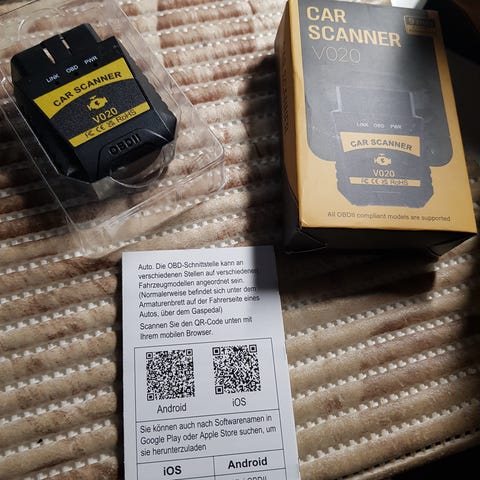 LINK OBD PWR
CAR SCANNER
V020
FC CE RoHS
OBDII
CAR
SCANNER
V020
LINK OBD PWR
CAR SCANNER
V020
FC CE RoHS
All OBDII compliant models are supported
Auto. Die OBD-Schnittstelle kann an
verschiedenen Stellen auf verschiedenen
Fahrzeugmodellen angeordnet sein.
(Normalerweise befindet sich unter dem
Armaturenbrett auf der Fahrerseite eines
Autos, über dem Gaspedal)
Scannen Sie den QR-Code unten mit
Ihrem mobilen Browser.
Android
iOS
Sie können auch nach Softwarenamen in
Google Play oder Apple Store suchen, um
sie herunterzuladen
iOS Android